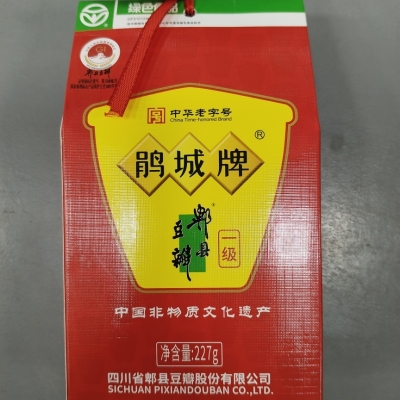 绿色食品
中华老字号
China Time-honored Brand
鹃城牌®
郫县
豆瓣
一级
中国非物质文化遗产
净含量:227g
四川省郫县豆瓣股份有限公司
SICHUAN PIXIANDOUBAN CO.,LTD.